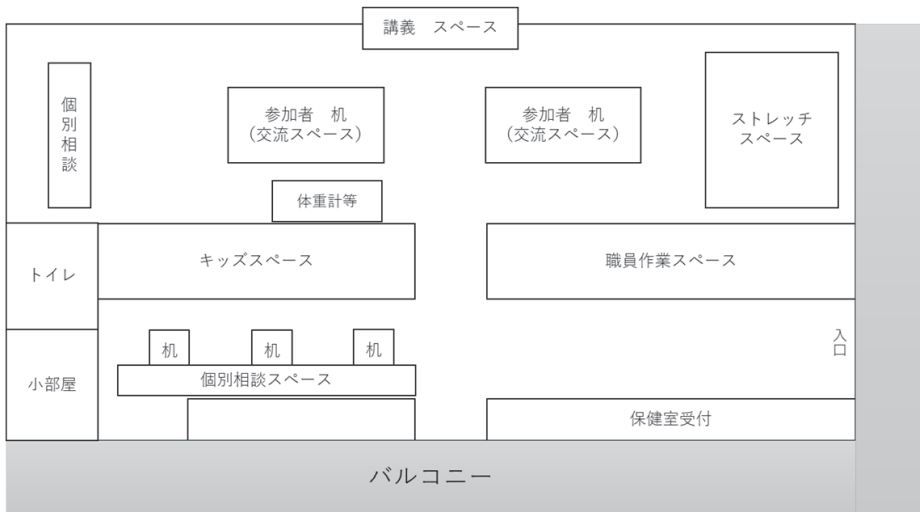 講義　スペース
個別相談
参加者　机
（交流スペース）
参加者　机
（交流スペース）
ストレッチ
スペース
体重計等
キッズスペース
職員作業スペース
トイレ
入口
机
机
机
小部屋
個別相談スペース
保健室受付
バルコニー